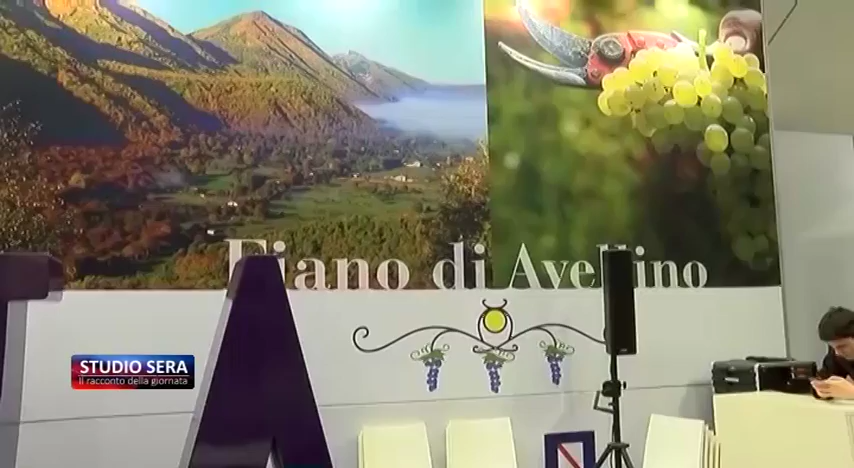 Fiano di Avellino
STUDIO SERA
Il racconto della giornata